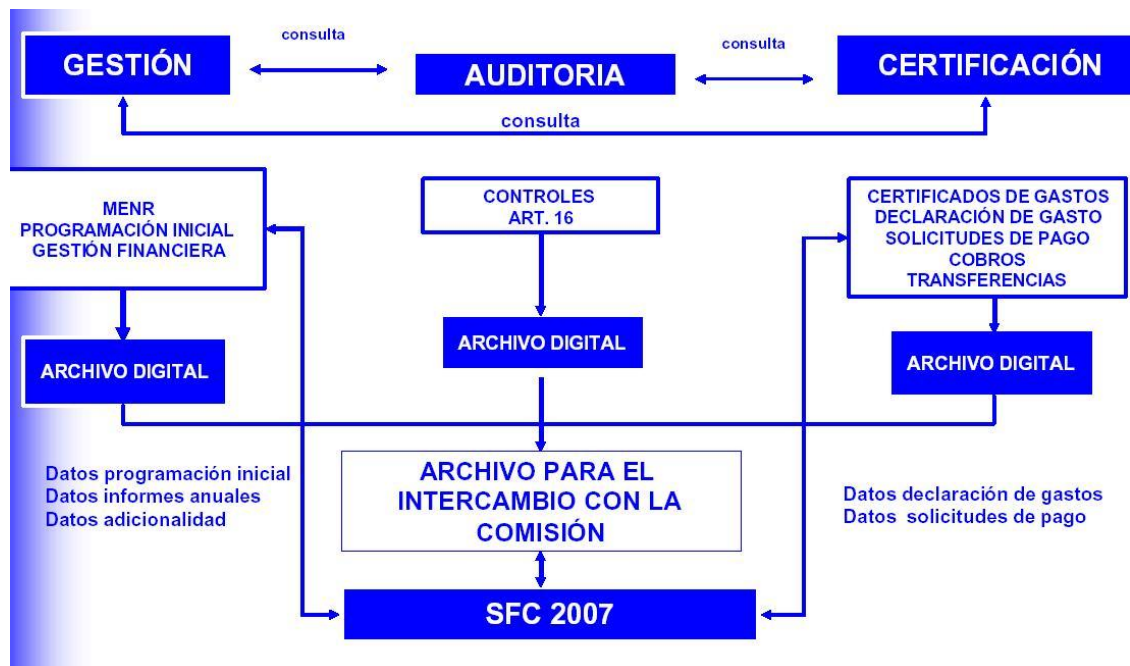 consulta
consulta
GESTIÓN
AUDITORIA
CERTIFICACIÓN
consulta
MENR
PROGRAMACIÓN INICIAL
GESTIÓN FINANCIERA
CONTROLES
ART. 16
CERTIFICADOS DE GASTOS
DECLARACIÓN DE GASTO
SOLICITUDES DE PAGO
COBROS
TRANSFERENCIAS
ARCHIVO DIGITAL
ARCHIVO DIGITAL
ARCHIVO DIGITAL
Datos programación inicial
Datos informes anuales
Datos adicionalidad
ARCHIVO PARA EL
INTERCAMBIO CON LA
COMISIÓN
Datos declaración de gastos
Datos solicitudes de pago
SFC 2007